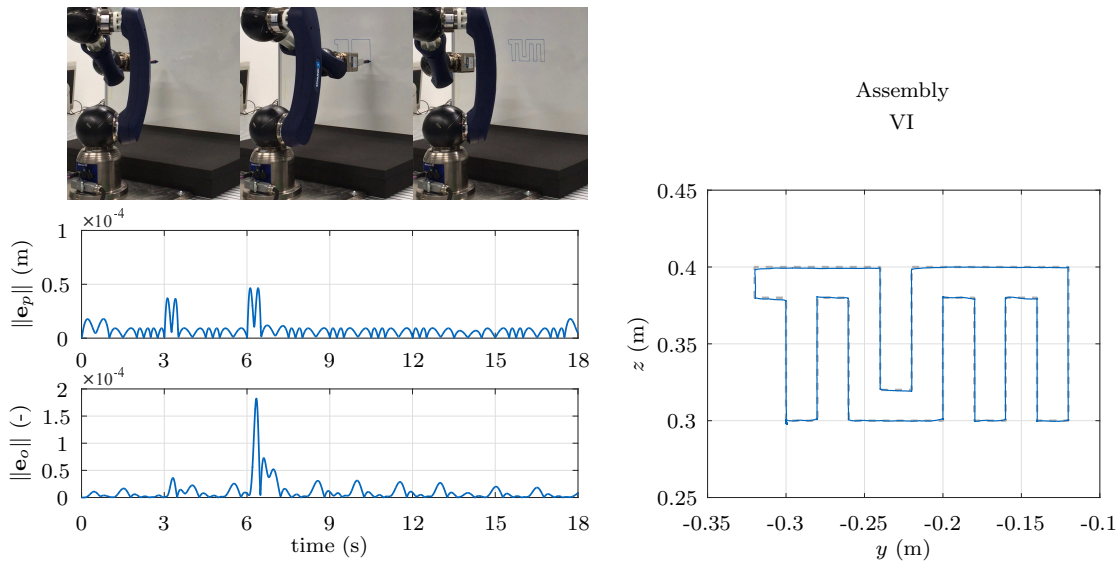 TUM
Assembly
VI
×10⁻⁴
1
0.5
0
‖e_p‖ (m)
0 3 6 9 12 15 18
×10⁻⁴
2
1.5
1
0.5
0
‖e_o‖ (-)
0 3 6 9 12 15 18
time (s)
0.45
0.4
0.35
0.3
0.25
z (m)
-0.35 -0.3 -0.25 -0.2 -0.15 -0.1
y (m)